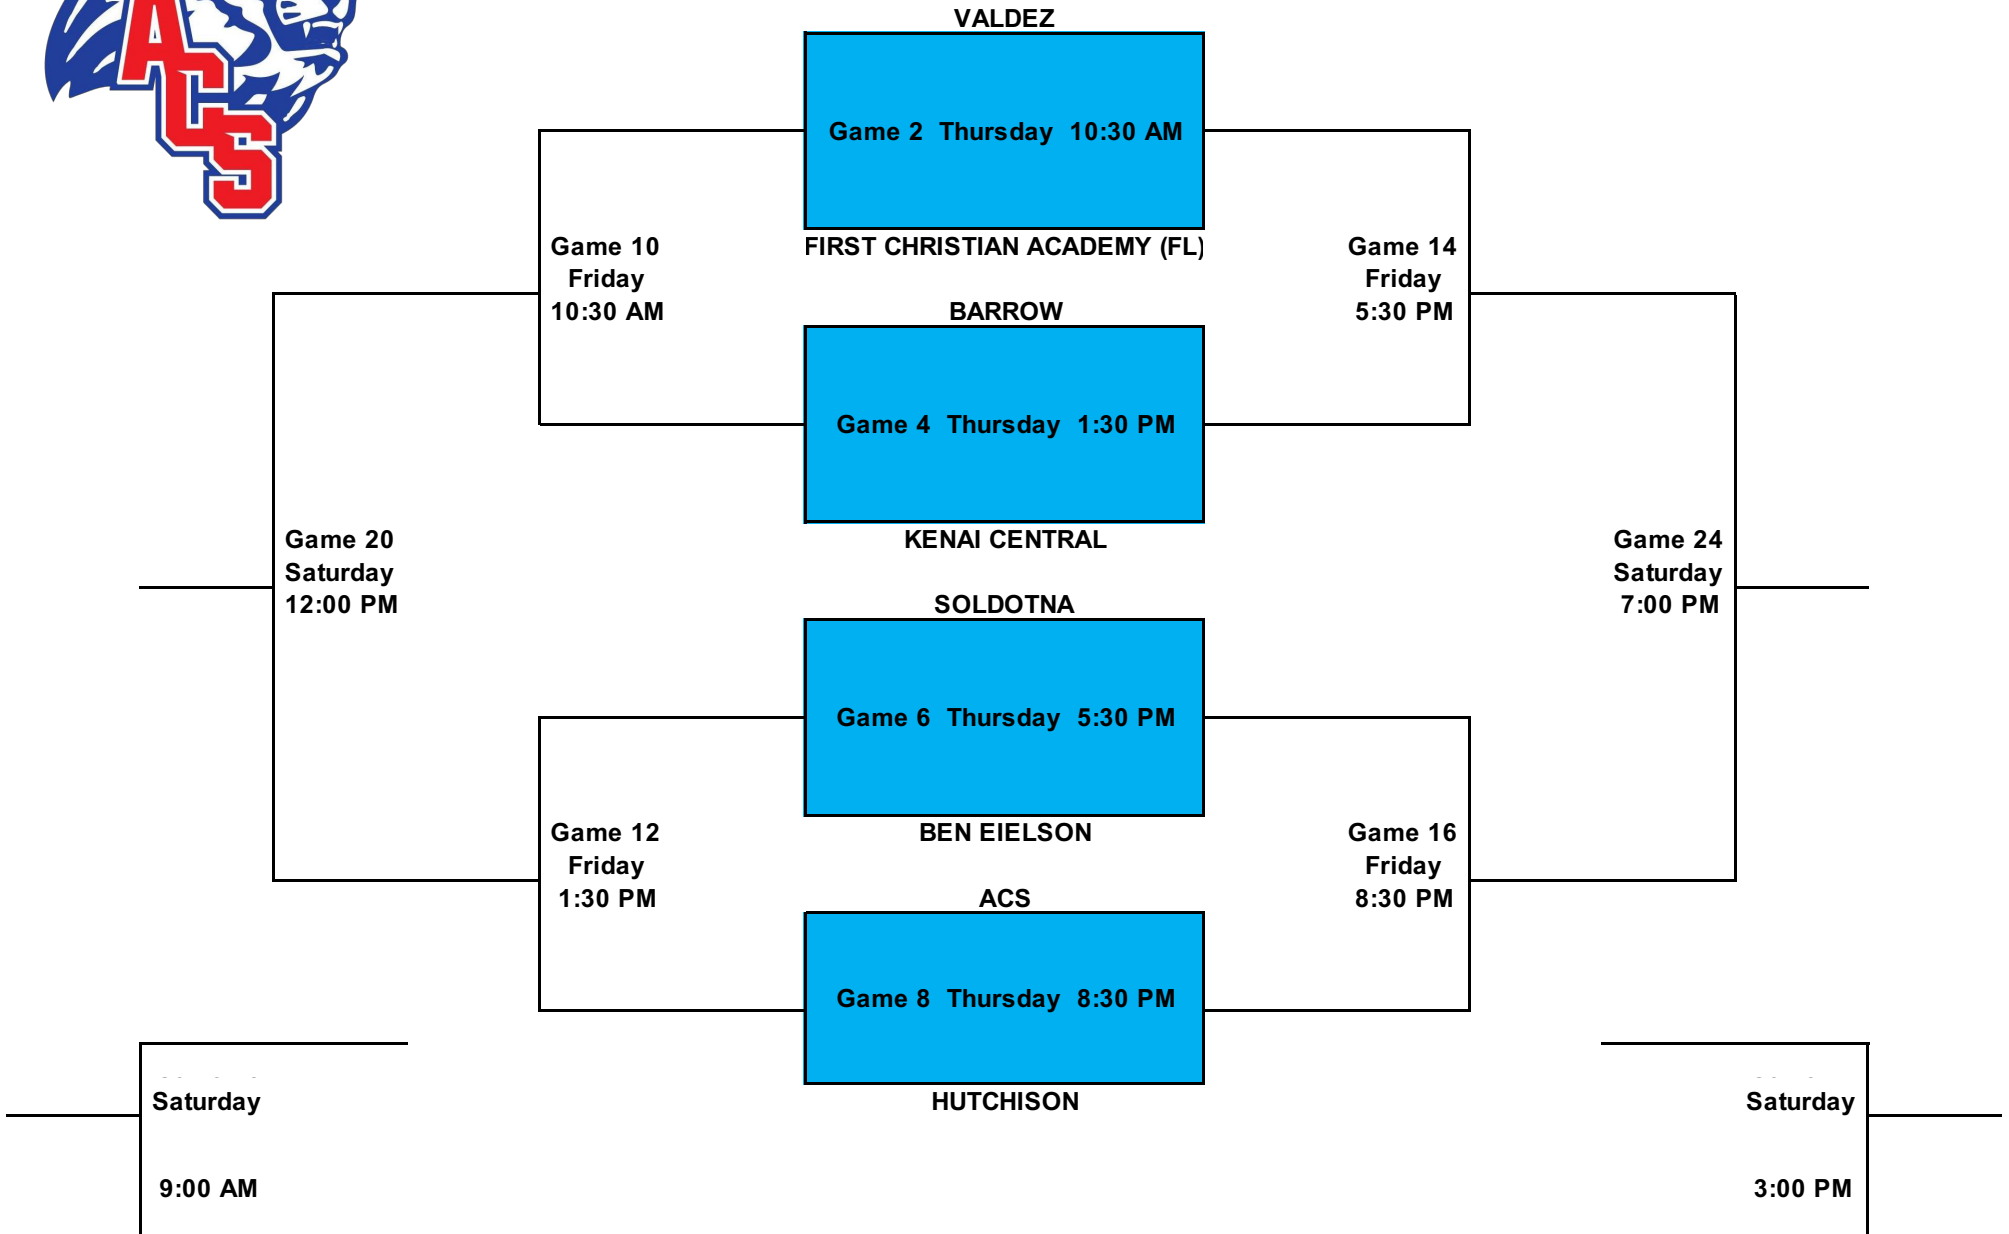 ACS
VALDEZ
Game 2 Thursday 10:30 AM
FIRST CHRISTIAN ACADEMY (FL)
Game 10
Friday
10:30 AM
Game 14
Friday
5:30 PM
BARROW
Game 4 Thursday 1:30 PM
KENAI CENTRAL
Game 20
Saturday
12:00 PM
Game 24
Saturday
7:00 PM
SOLDOTNA
Game 6 Thursday 5:30 PM
BEN EIELSON
Game 12
Friday
1:30 PM
Game 16
Friday
8:30 PM
ACS
Game 8 Thursday 8:30 PM
HUTCHISON
Saturday
9:00 AM
Saturday
3:00 PM